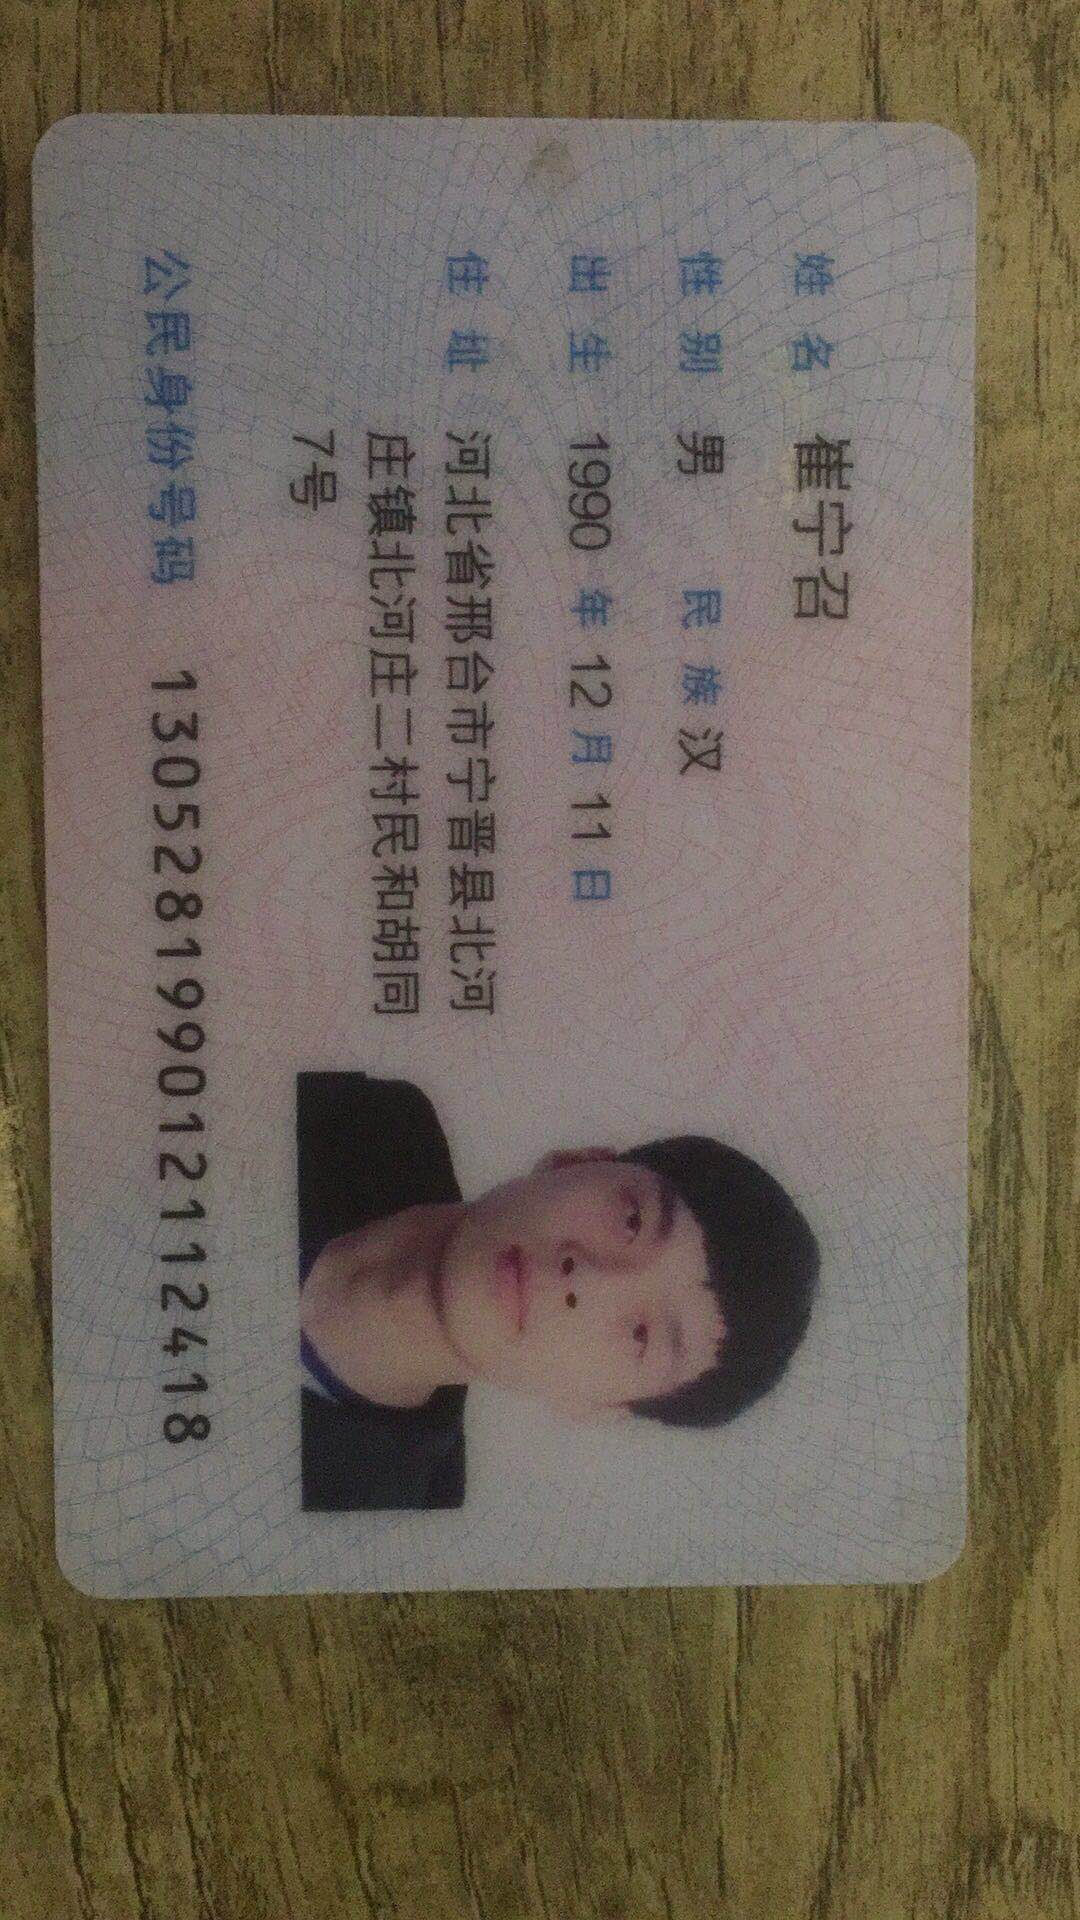 姓名 崔宁召
性别 男 民族 汉
出生 1990 年 12 月 11 日
住址 河北省邢台市宁晋县北河
庄镇北河庄二村民和胡同
7号
公民身份号码 130528199012112418